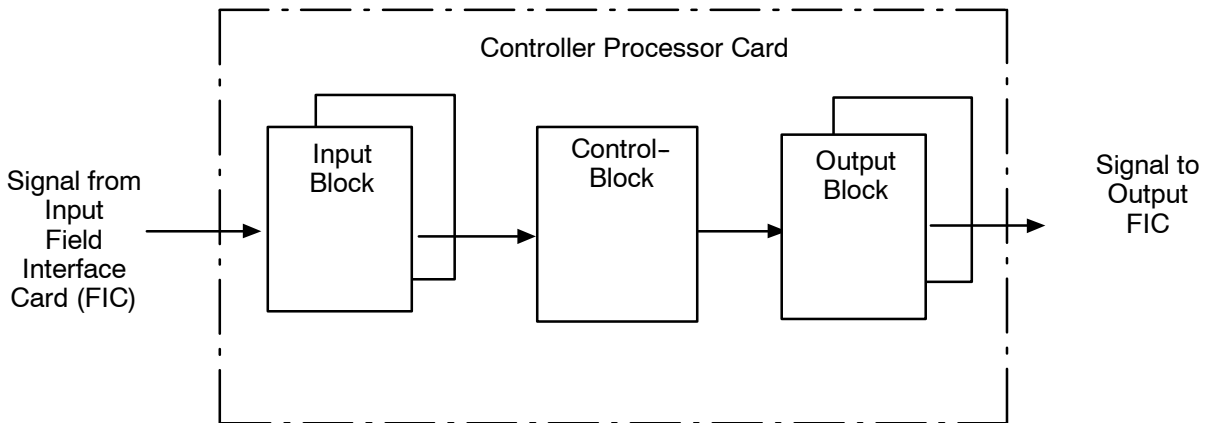 Controller Processor Card
Signal from
Input
Field
Interface
Card (FIC)
Input
Block
Control-
Block
Output
Block
Signal to
Output
FIC